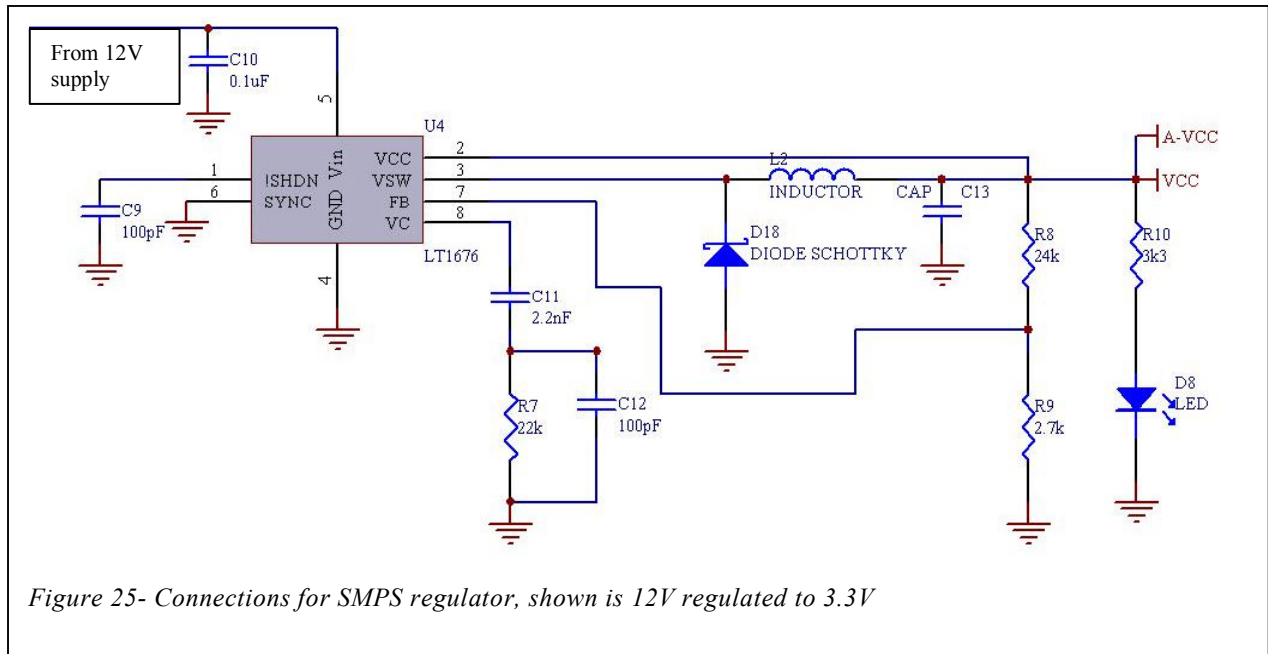 From 12V
supply
C10
0.1uF
5
U4
1
6
!SHDN
SYNC
GND Vin
VCC
VSW
FB
VC
2
3
7
8
LT1676
4
C9
100pF
C11
2.2nF
R7
22k
C12
100pF
L2
INDUCTOR
D18
DIODE SCHOTTKY
CAP C13
A-VCC
VCC
R8
24k
R10
3k3
R9
2.7k
D8
LED
Figure 25- Connections for SMPS regulator, shown is 12V regulated to 3.3V